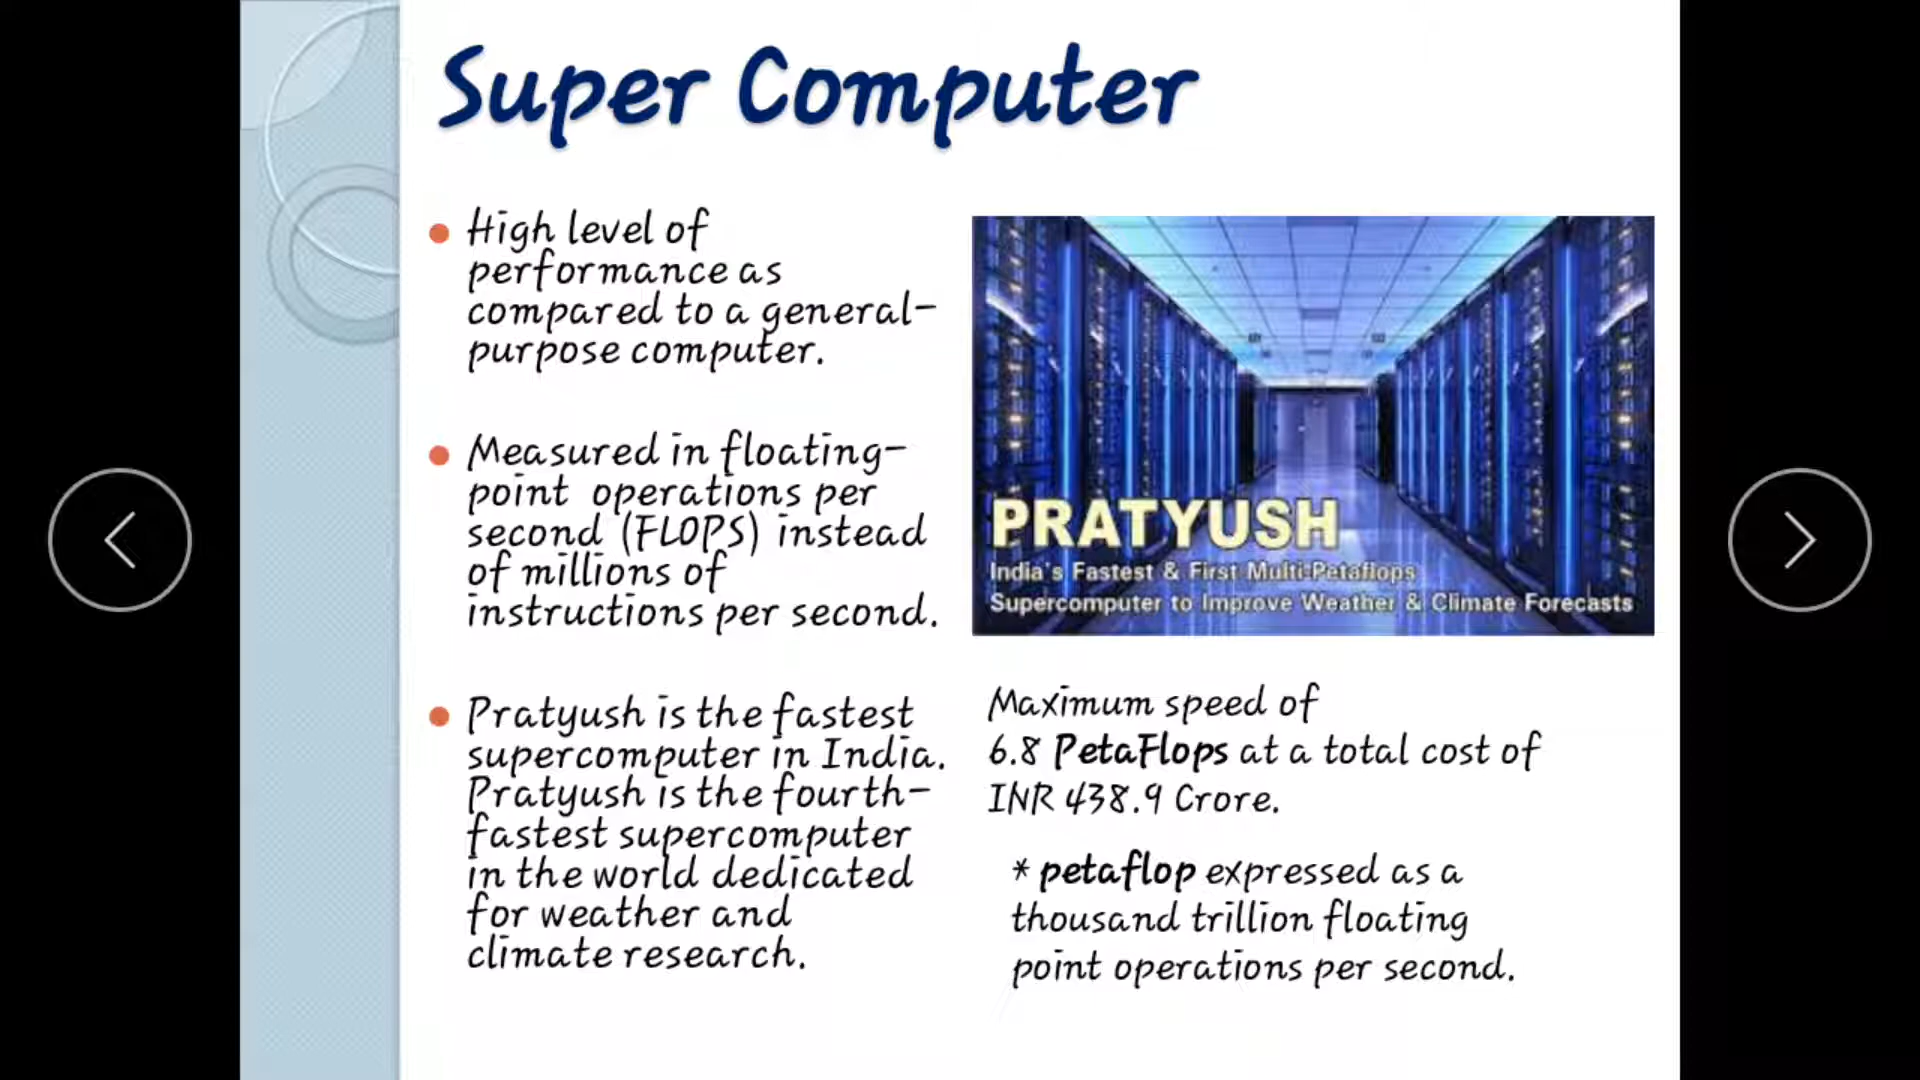 Super Computer
High level of
performance as
compared to a general-
purpose computer.
Measured in floating-
point operations per
second (FLOPS) instead
of millions of
instructions per second.
Pratyush is the fastest
supercomputer in India.
Pratyush is the fourth-
fastest supercomputer
in the world dedicated
for weather and
climate research.
PRATYUSH
India's Fastest & First Multi-Petaflops
Supercomputer to Improve Weather & Climate Forecasts
Maximum speed of
6.8 PetaFlops at a total cost of
INR 438.9 Crore.
* petaflop expressed as a
thousand trillion floating
point operations per second.